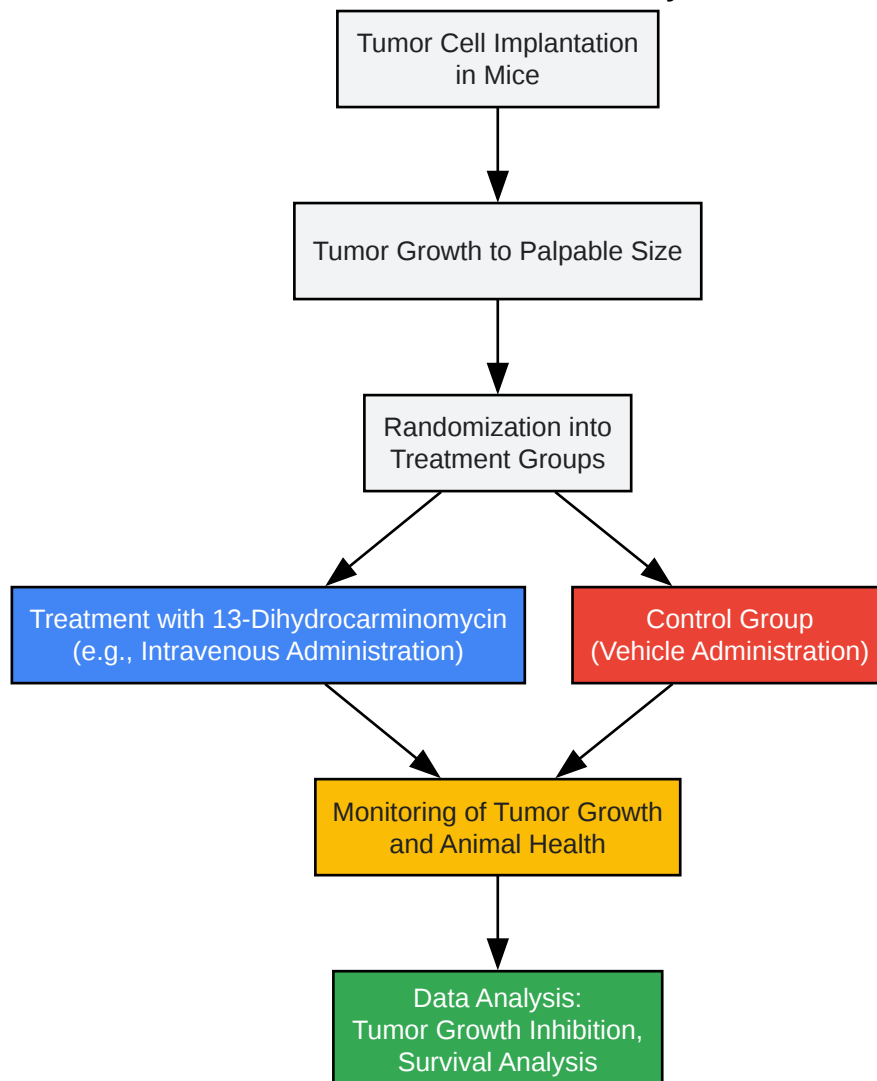 Tumor Cell Implantation
in Mice
Tumor Growth to Palpable Size
Randomization into
Treatment Groups
Treatment with 13-Dihydrocarminomycin
(e.g., Intravenous Administration)
Control Group
(Vehicle Administration)
Monitoring of Tumor Growth
and Animal Health
Data Analysis:
Tumor Growth Inhibition,
Survival Analysis